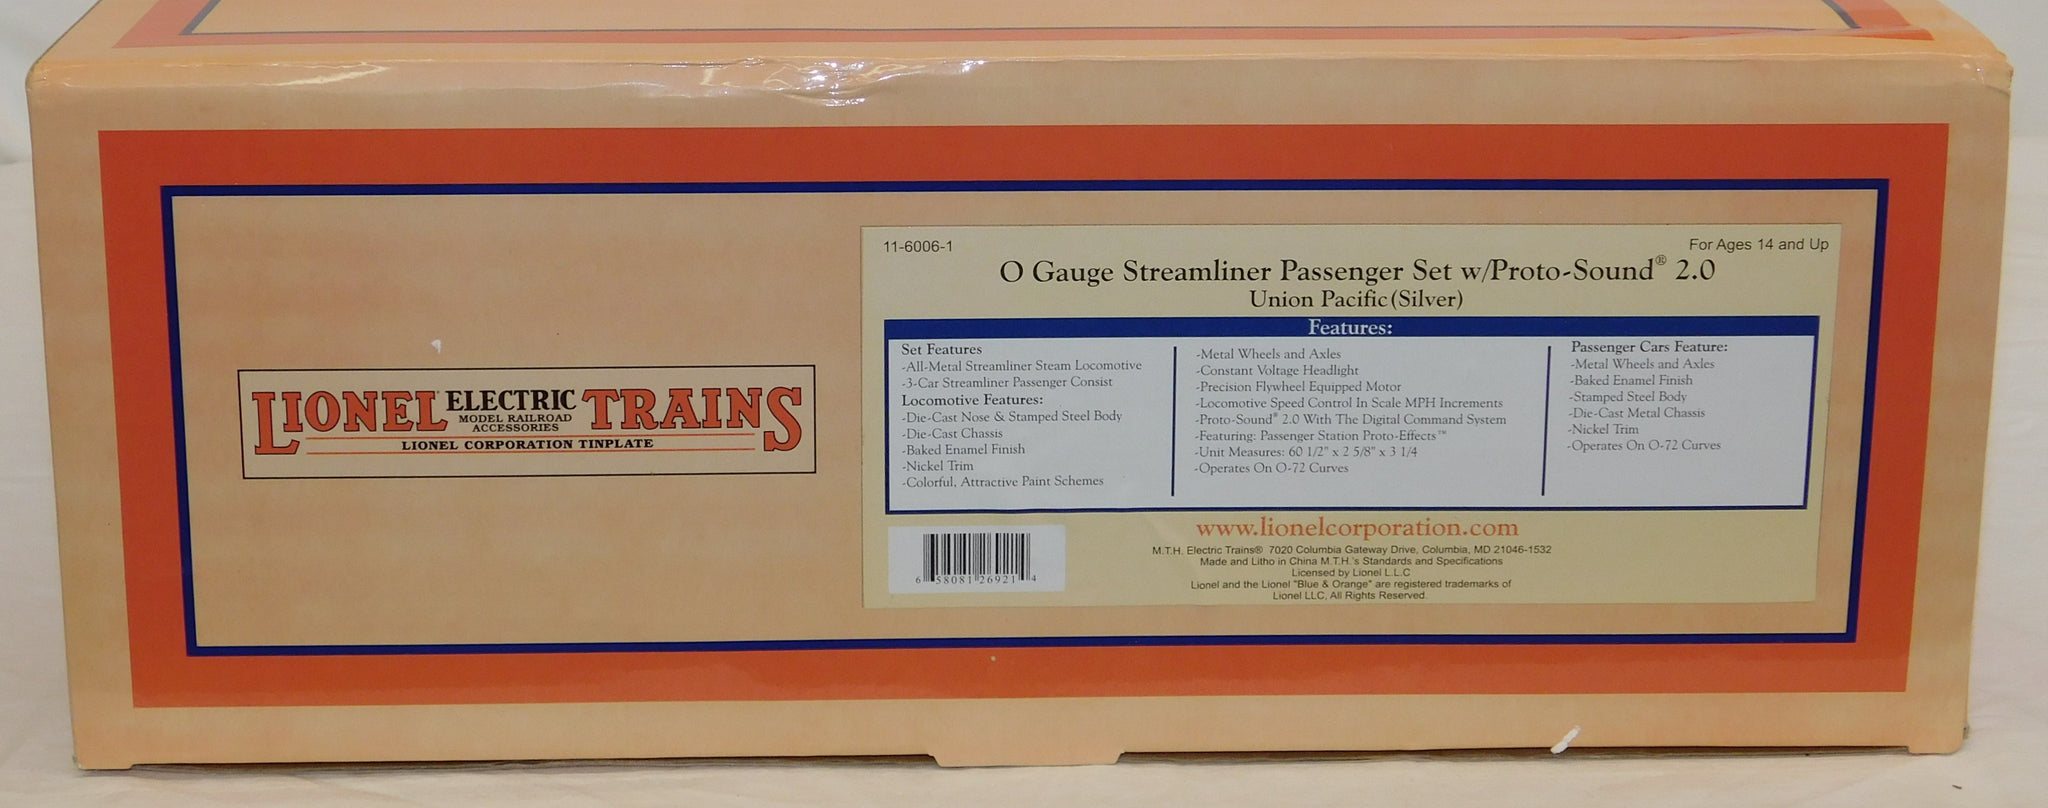 LIONEL ELECTRIC TRAINS
MODEL RAILROAD
ACCESSORIES
LIONEL CORPORATION TINPLATE
11-6006-1
For Ages 14 and Up
O Gauge Streamliner Passenger Set w/Proto-Sound® 2.0
Union Pacific(Silver)
Features:
Set Features
-All-Metal Streamliner Steam Locomotive
-3-Car Streamliner Passenger Consist
Locomotive Features:
-Die-Cast Nose & Stamped Steel Body
-Die-Cast Chassis
-Baked Enamel Finish
-Nickel Trim
-Colorful, Attractive Paint Schemes
-Metal Wheels and Axles
-Constant Voltage Headlight
-Precision Flywheel Equipped Motor
-Locomotive Speed Control In Scale MPH Increments
-Proto-Sound® 2.0 With The Digital Command System
-Featuring: Passenger Station Proto-Effects™
-Unit Measures: 60 1/2" x 2 5/8" x 3 1/4
-Operates On O-72 Curves
Passenger Cars Feature:
-Metal Wheels and Axles
-Baked Enamel Finish
-Stamped Steel Body
-Die-Cast Metal Chassis
-Nickel Trim
-Operates On O-72 Curves
6 58081 26921 4
www.lionelcorporation.com
M.T.H. Electric Trains® 7020 Columbia Gateway Drive, Columbia, MD 21046-1532
Made and Litho in China M.T.H.'s Standards and Specifications
Licensed by Lionel L.L.C
Lionel and the Lionel "Blue & Orange" are registered trademarks of
Lionel LLC, All Rights Reserved.